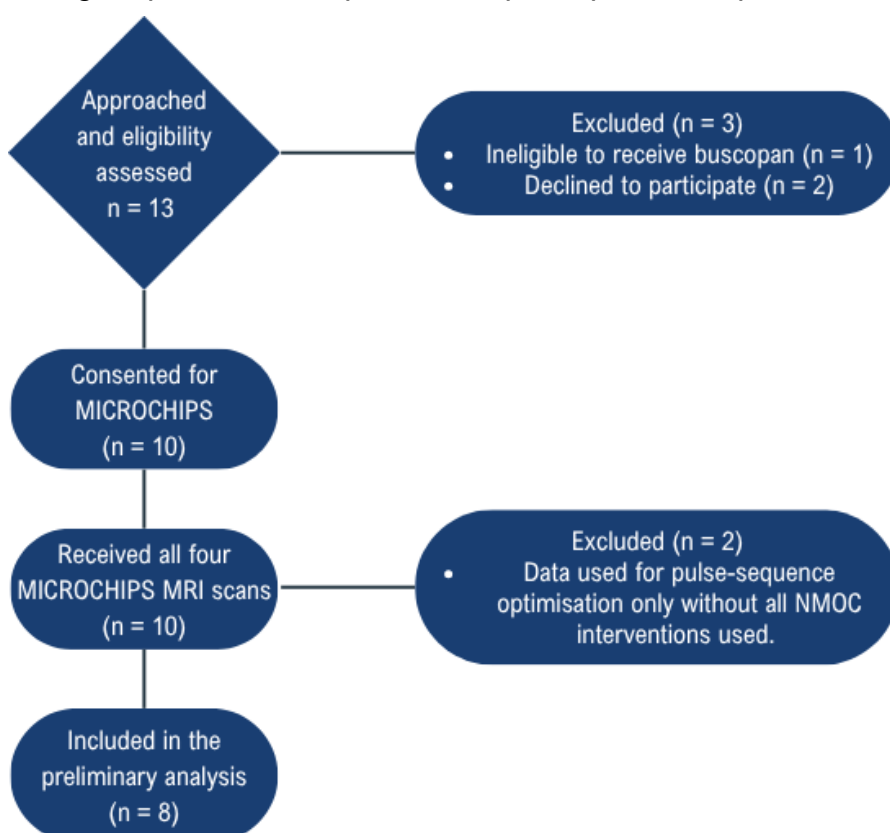 Approached
and eligibility
assessed
n = 13
Excluded (n = 3)
• Ineligible to receive buscopan (n = 1)
• Declined to participate (n = 2)
Consented for
MICROCHIPS
(n = 10)
Received all four
MICROCHIPS MRI scans
(n = 10)
Excluded (n = 2)
• Data used for pulse-sequence
optimisation only without all NMOC
interventions used.
Included in the
preliminary analysis
(n = 8)